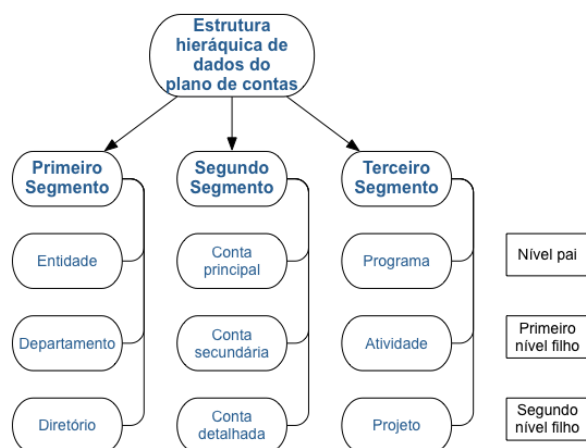 Estrutura
hieráquica de
dados do
plano de contas
Primeiro
Segmento
Segundo
Segmento
Terceiro
Segmento
Entidade
Conta
principal
Programa
Nível pai
Departamento
Conta
secundária
Atividade
Primeiro
nível filho
Diretório
Conta
detalhada
Projeto
Segundo
nível filho